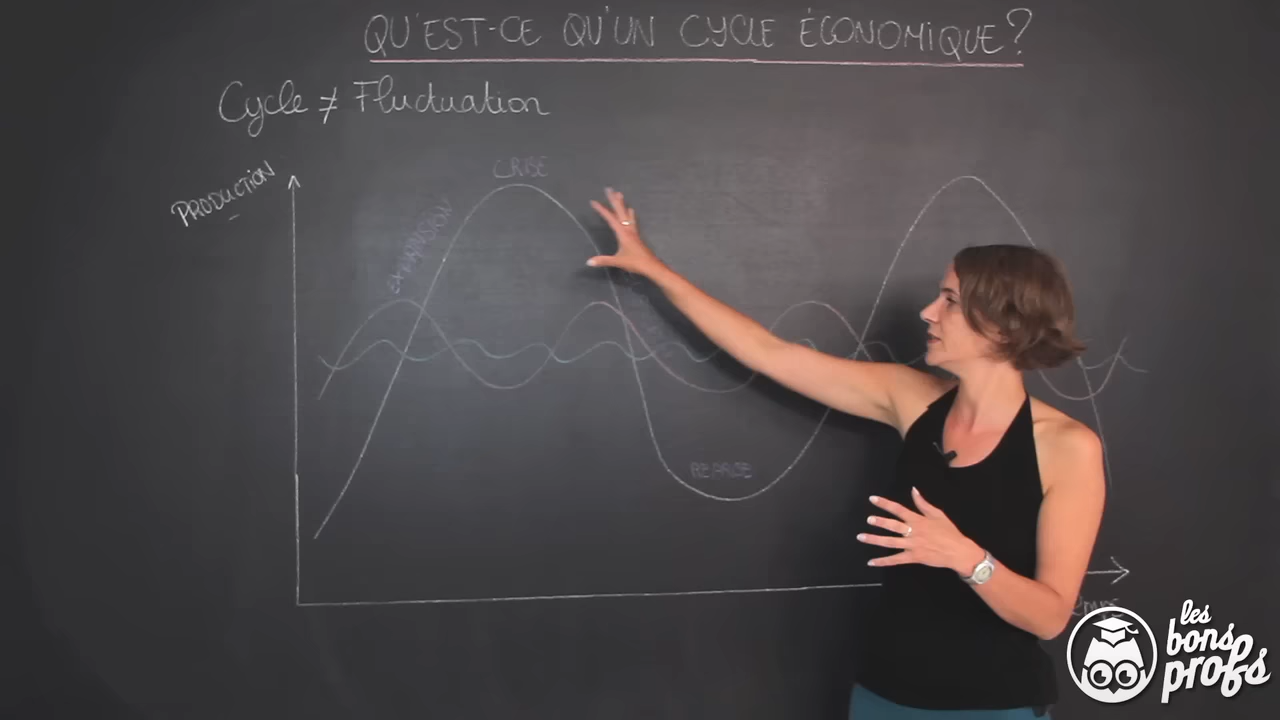 QU'EST-CE QU'UN CYCLE ÉCONOMIQUE?
Cycle ≠ Fluctuation
PRODUCTION
CRISE
EXPANSION
REPRISE
les
bons
profs